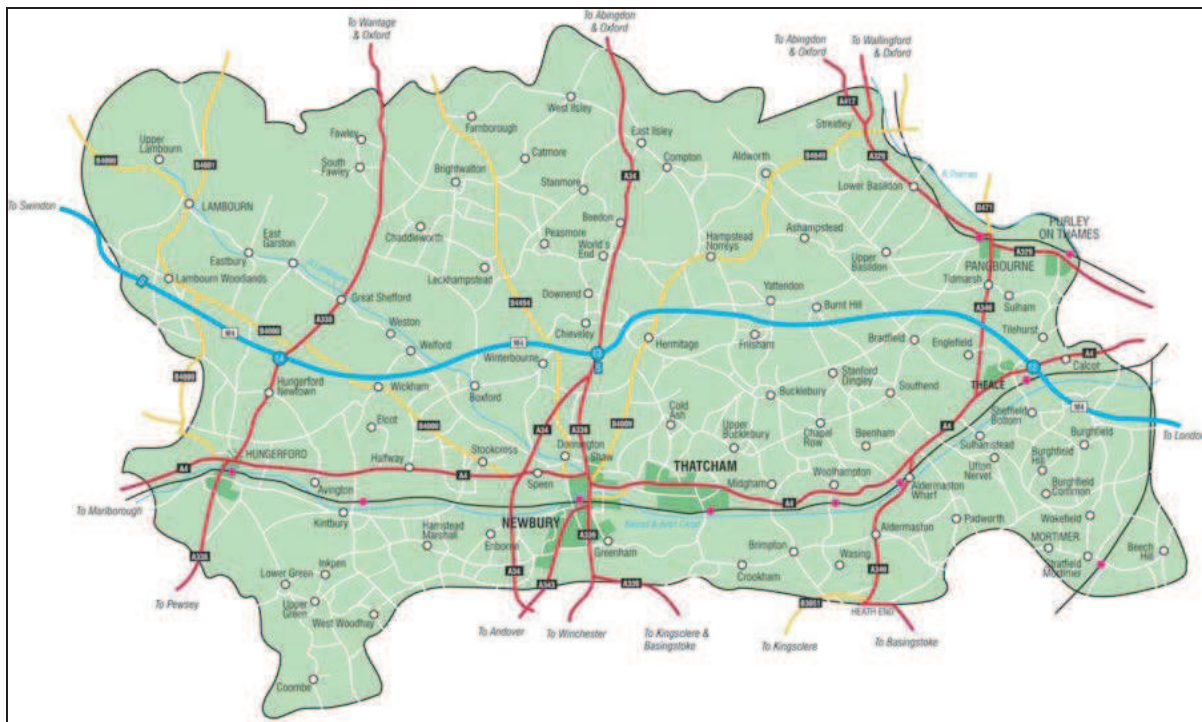 To Wantage
& Oxford
To Abingdon
& Oxford
To Abingdon
& Oxford
To Wallingford
& Oxford
A417
West Ilsley
Farnborough
East Ilsley
Streatley
Upper
Lambourn
Fawley
B4000
B4001
South
Fawley
Catmore
Compton
Aldworth
A329
Brightwalton
Stanmore
A34
Lower Basildon
R.Thames
To Swindon
LAMBOURN
B471
PURLEY
ON THAMES
Beedon
East
Garston
Chaddleworth
Peasmore
World's
End
Hampstead
Norreys
Ashampstead
Upper
Basildon
A329
PANGBOURNE
Eastbury
Lambourn Woodlands
Leckhampstead
Tidmarsh
Great Shefford
B4494
Downend
Yattendon
Burnt Hill
Sulham
A338
A340
M4
B4000
Weston
Chieveley
Tilehurst
Welford
M4
13
Hermitage
Frilsham
Bradfield
Englefield
A4
14
Winterbourne
12
Calcot
Hungerford
Newtown
Wickham
Boxford
Stanford
Dingley
THEALE
Bucklebury
Southend
Sheffield
Bottom
M4
To London
Elcot
B4000
A34
A339
B4009
Cold
Ash
Upper
Bucklebury
Chapel
Row
Beenham
A4
Sulhamstead
Burghfield
HUNGERFORD
Halfway
Stockcross
Donnington
Shaw
THATCHAM
Woolhampton
Ufton
Nervet
Burghfield
Hill
A4
A4
Speen
Midgham
Aldermaston
Wharf
Burghfield
Common
To Marlborough
Avington
A4
Kintbury
NEWBURY
Kennet & Avon Canal
Hamstead
Marshall
Enborne
A339
Greenham
Aldermaston
Padworth
Wokefield
A338
Brimpton
Wasing
MORTIMER
Beech
Hill
Lower Green
Inkpen
A34
A343
A339
Crookham
A340
Stratfield
Mortimer
To Pewsey
Upper
Green
B3051
HEATH END
West Woodhay
To Andover
To Winchester
To Kingsclere &
Basingstoke
To Kingsclere
To Basingstoke
Coombe